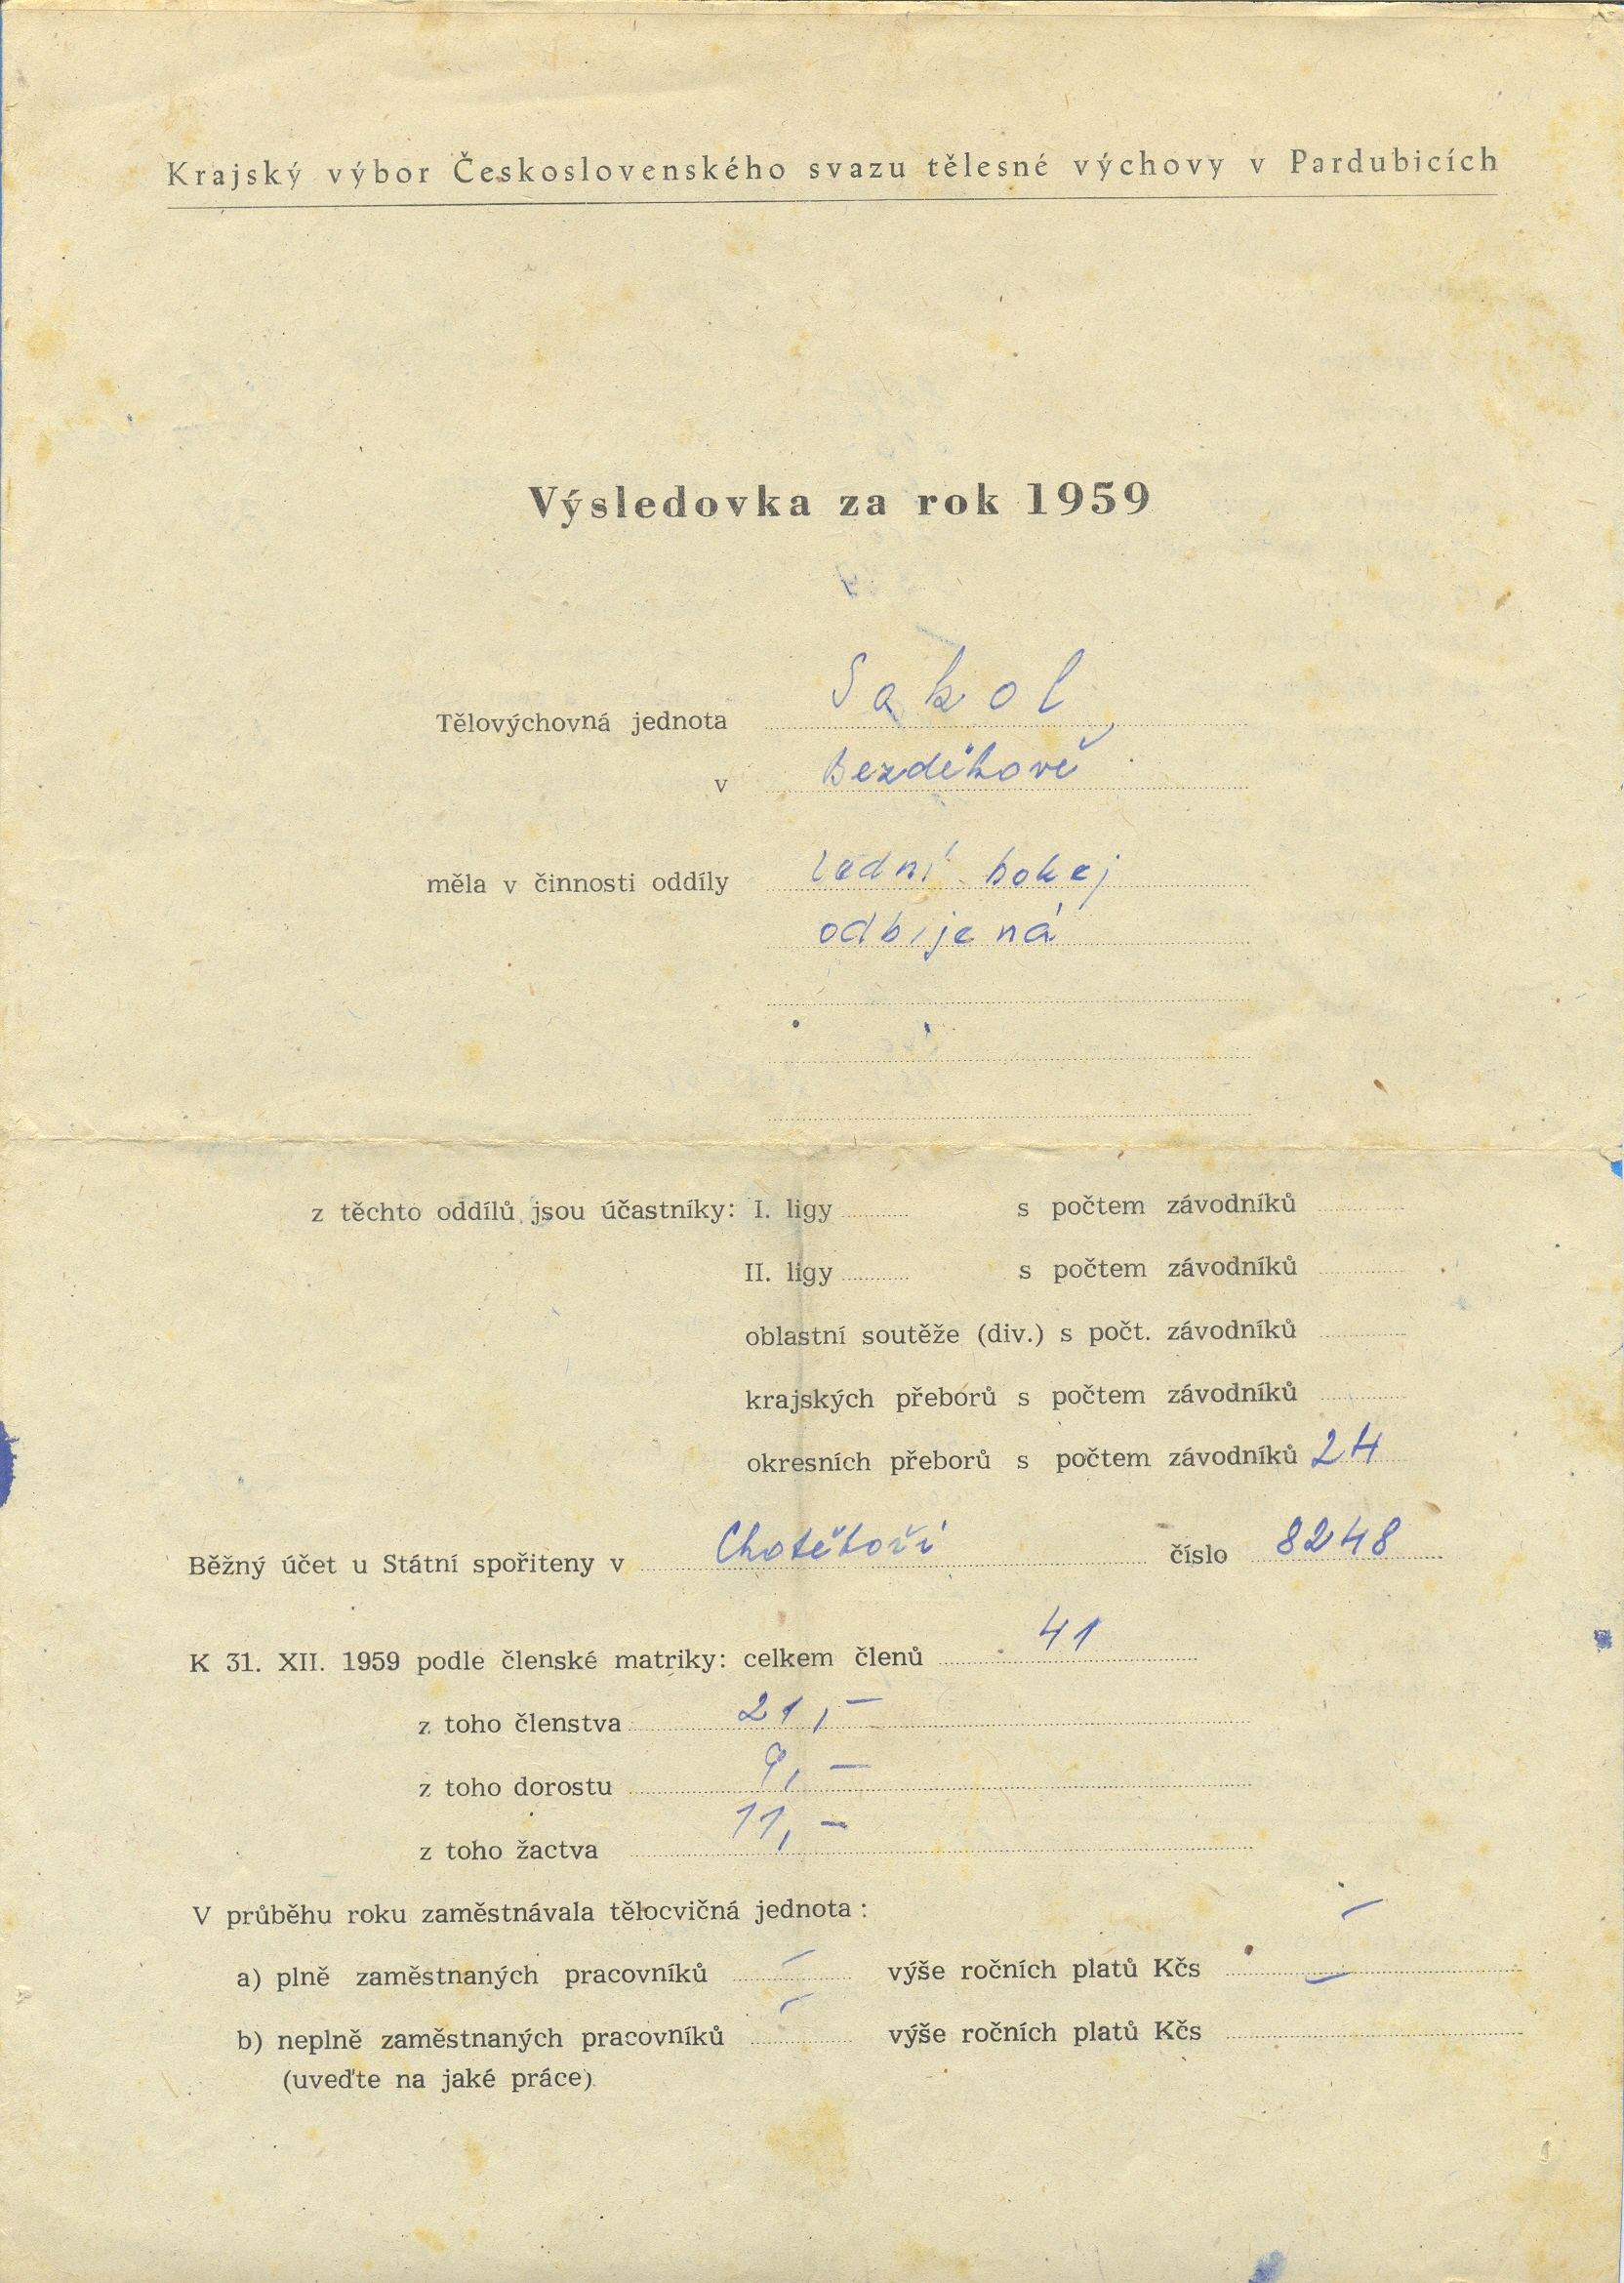 Krajský výbor Československého svazu tělesné výchovy v Pardubicích
Výsledovka za rok 1959
Tělovýchovná jednota Sokol
v Bezděkově
měla v činnosti oddíly lední hokej
odbíjená
z těchto oddílů jsou účastníky: I. ligy s počtem závodníků
II. ligy s počtem závodníků
oblastní soutěže (div.) s počt. závodníků
krajských přeborů s počtem závodníků
okresních přeborů s počtem závodníků 24
Běžný účet u Státní spořiteny v Chotěboři číslo 8248
K 31. XII. 1959 podle členské matriky: celkem členů 41
z toho členstva 21,—
z toho dorostu 9,—
z toho žactva 11,—
V průběhu roku zaměstnávala tělocvičná jednota :
a) plně zaměstnaných pracovníků — výše ročních platů Kčs —
b) neplně zaměstnaných pracovníků — výše ročních platů Kčs —
(uveďte na jaké práce)